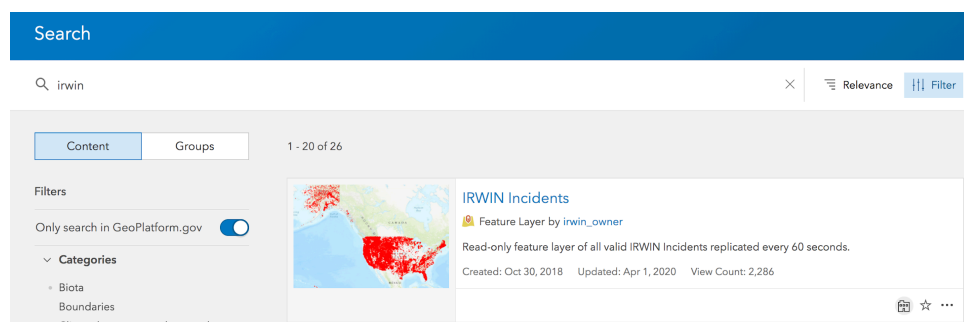 Search
irwin
Relevance
Filter
Content
Groups
1 - 20 of 26
Filters
Only search in GeoPlatform.gov
Categories
Biota
Boundaries
IRWIN Incidents
Feature Layer by irwin_owner
Read-only feature layer of all valid IRWIN Incidents replicated every 60 seconds.
Created: Oct 30, 2018 Updated: Apr 1, 2020 View Count: 2,286
CANADA